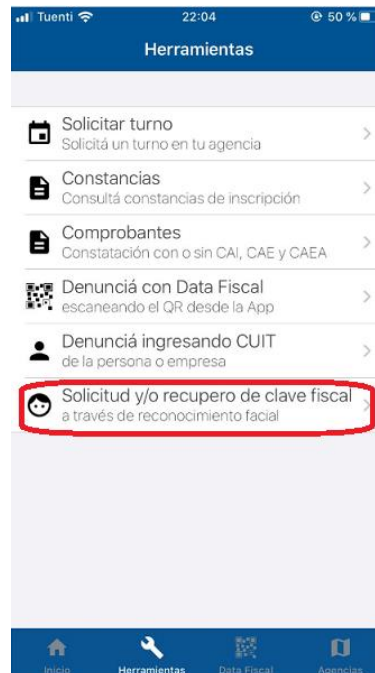 Tuenti 22:04 50 %
Herramientas
Solicitar turno
Solicitá un turno en tu agencia
Constancias
Consultá constancias de inscripción
Comprobantes
Constatación con o sin CAI, CAE y CAEA
Denunciá con Data Fiscal
escaneando el QR desde la App
Denunciá ingresando CUIT
de la persona o empresa
Solicitud y/o recupero de clave fiscal
a través de reconocimiento facial
Inicio Herramientas Data Fiscal Agencias